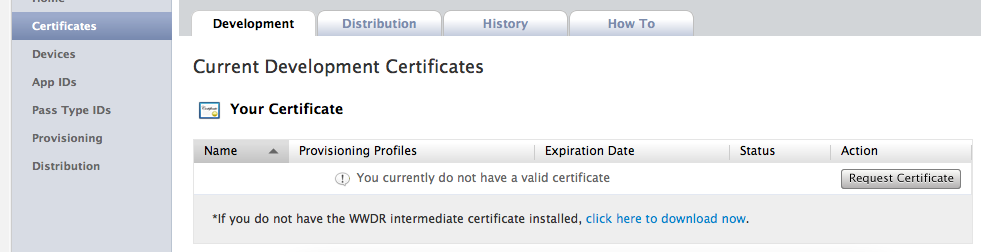 Home
Certificates
Devices
App IDs
Pass Type IDs
Provisioning
Distribution
Development Distribution History How To
Current Development Certificates
Your Certificate
Name Provisioning Profiles Expiration Date Status Action
You currently do not have a valid certificate Request Certificate
*If you do not have the WWDR intermediate certificate installed, click here to download now.